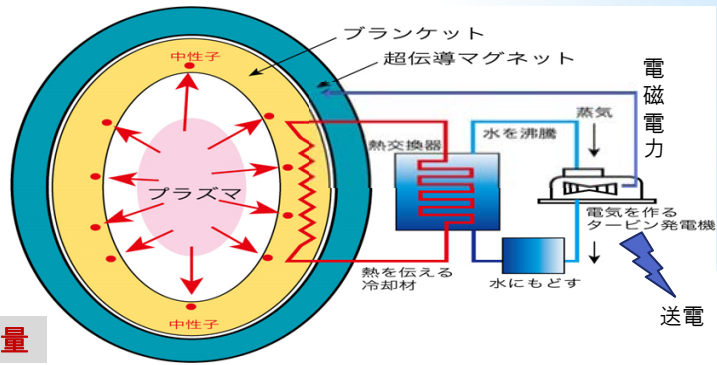 ブランケット
超伝導マグネット
中性子
プラズマ
中性子
熱交換器
水を沸騰
蒸気
電磁電力
電気を作る
タービン発電機
熱を伝える
冷却材
水にもどす
送電
量